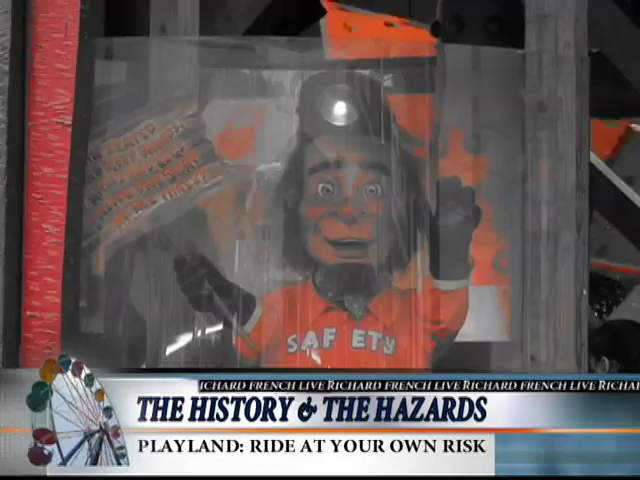 SAFETY
RICHARD FRENCH LIVE RICHARD FRENCH LIVE RICHARD FRENCH LIVE RICHA
THE HISTORY & THE HAZARDS
PLAYLAND: RIDE AT YOUR OWN RISK